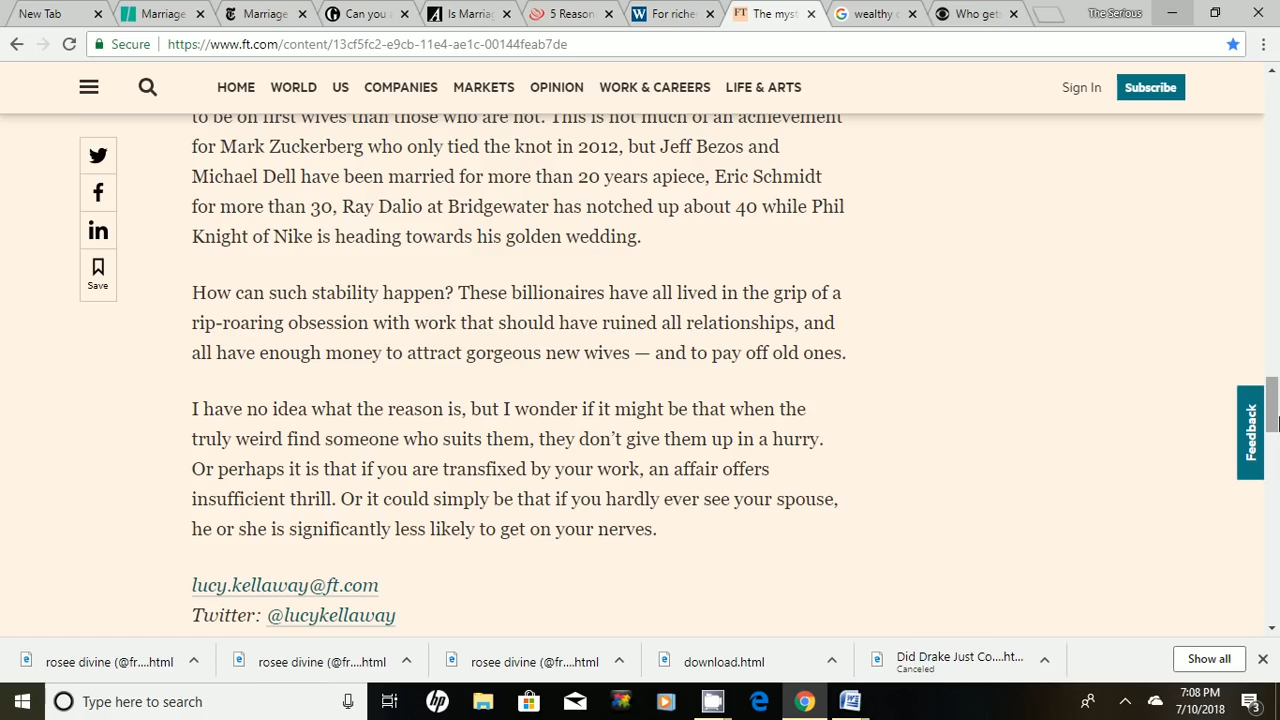 New Tab
Marriage
Marriage
Can you a
Is Marria
5 Reason
For riche
The myst
wealthy c
Who get
The Serious
Secure
https://www.ft.com/content/13cf5fc2-e9cb-11e4-ae1c-00144feab7de
HOME WORLD US COMPANIES MARKETS OPINION WORK & CAREERS LIFE & ARTS
Sign In
Subscribe
to be on first wives than those who are not. This is not much of an achievement
for Mark Zuckerberg who only tied the knot in 2012, but Jeff Bezos and
Michael Dell have been married for more than 20 years apiece, Eric Schmidt
for more than 30, Ray Dalio at Bridgewater has notched up about 40 while Phil
Knight of Nike is heading towards his golden wedding.
Save
How can such stability happen? These billionaires have all lived in the grip of a
rip-roaring obsession with work that should have ruined all relationships, and
all have enough money to attract gorgeous new wives — and to pay off old ones.
I have no idea what the reason is, but I wonder if it might be that when the
truly weird find someone who suits them, they don’t give them up in a hurry.
Or perhaps it is that if you are transfixed by your work, an affair offers
insufficient thrill. Or it could simply be that if you hardly ever see your spouse,
he or she is significantly less likely to get on your nerves.
Feedback
lucy.kellaway@ft.com
Twitter: @lucykellaway
rosee divine (@fr....html
rosee divine (@fr....html
rosee divine (@fr....html
download.html
Did Drake Just Co....ht...
Canceled
Show all
Type here to search
7:08 PM
7/10/2018
3